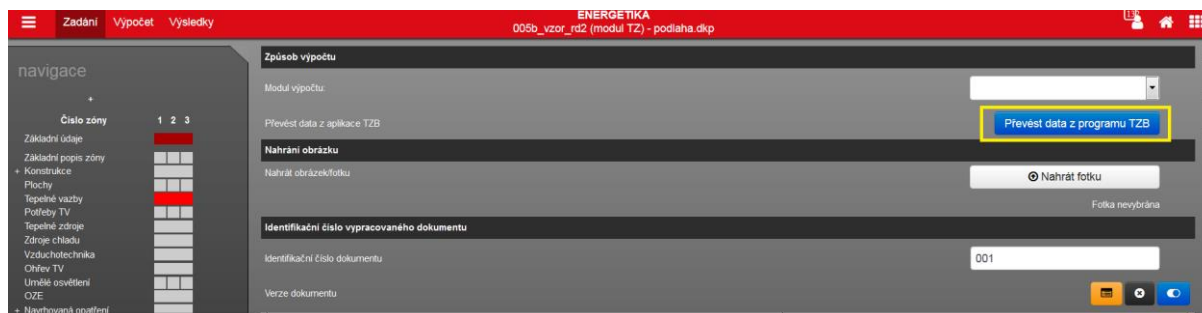 Zadání Výpočet Výsledky
ENERGETIKA
005b_vzor_rd2 (modul TZ) - podlaha.dkp
navigace
+
Číslo zóny 1 2 3
Základní údaje
Základní popis zóny
+ Konstrukce
Plochy
Tepelné vazby
Potřeby TV
Tepelné zdroje
Zdroje chladu
Vzduchotechnika
Ohřev TV
Umělé osvětlení
OZE
+ Navrhovaná opatření
Způsob výpočtu
Modul výpočtu:
Převést data z aplikace TZB
Převést data z programu TZB
Nahrání obrázku
Nahrát obrázek/fotku
Nahrát fotku
Fotka nevybrána
Identifikační číslo vypracovaného dokumentu
Identifikační číslo dokumentu
001
Verze dokumentu